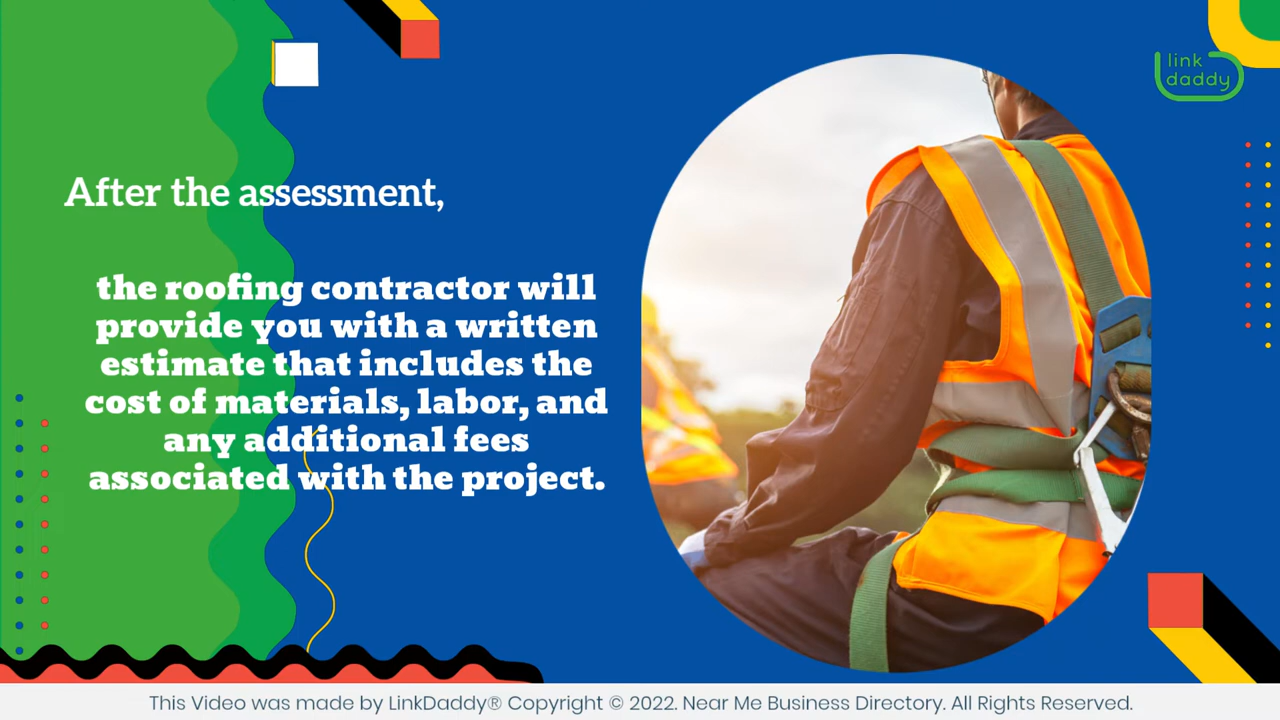 link
daddy
After the assessment,
the roofing contractor will
provide you with a written
estimate that includes the
cost of materials, labor, and
any additional fees
associated with the project.
This Video was made by LinkDaddy® Copyright © 2022. Near Me Business Directory. All Rights Reserved.